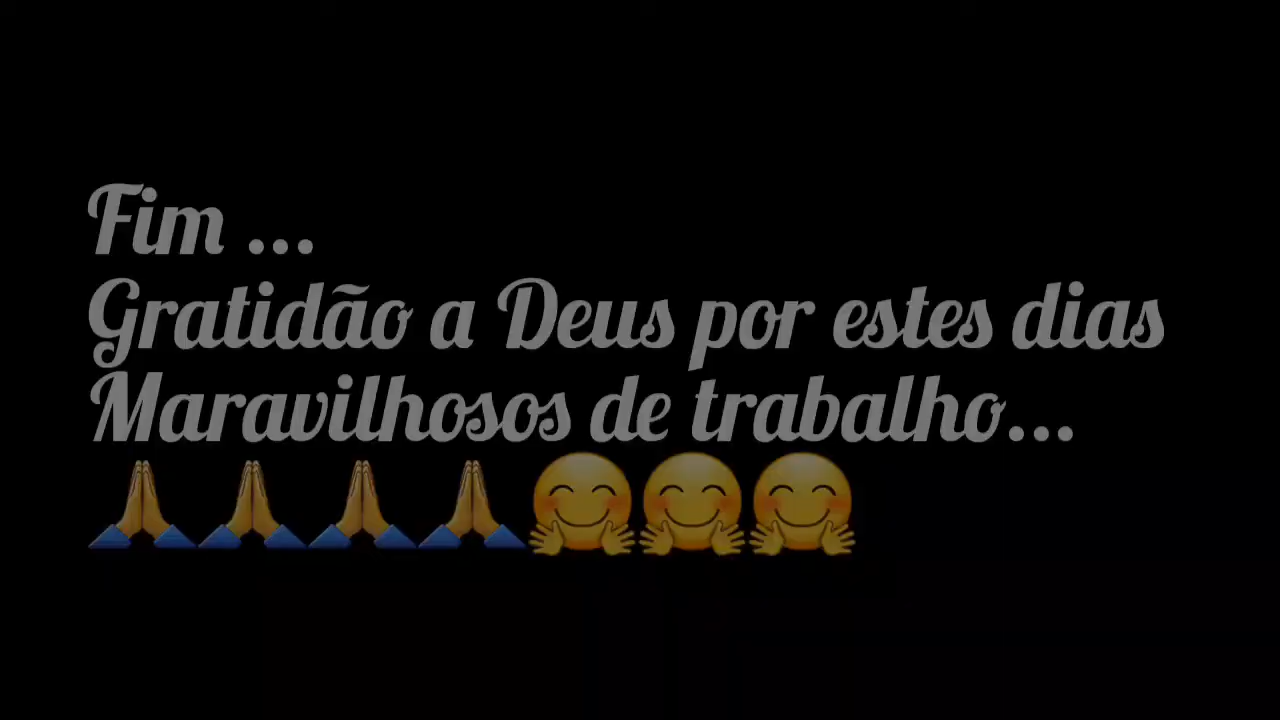 Fim ...
Gratidão a Deus por estes dias
Maravilhosos de trabalho...
🙏🙏🙏🙏🤗🤗🤗